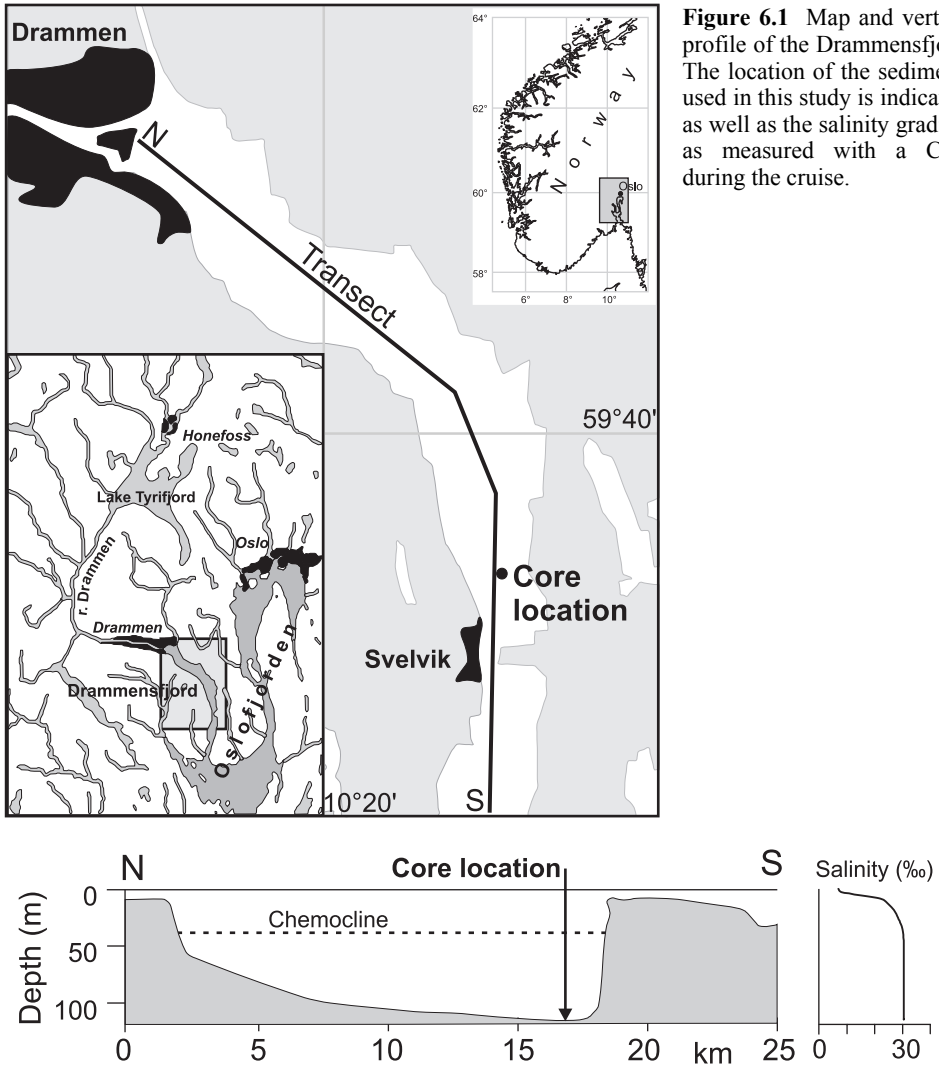 Drammen
N
Transect
59°40'
Core
location
Svelvik
S
10°20'
64°
62°
60°
58°
6° 8° 10°
Norway
Oslo
Honefoss
Lake Tyrifjord
Oslo
r. Drammen
Drammen
Drammensfjord
Oslofjorden
Figure 6.1 Map and vert
profile of the Drammensfjo
The location of the sedime
used in this study is indica
as well as the salinity grad
as measured with a C
during the cruise.
N Core location S
Salinity (‰)
Depth (m)
0
50
100
Chemocline
0 5 10 15 20 km 25
0 30